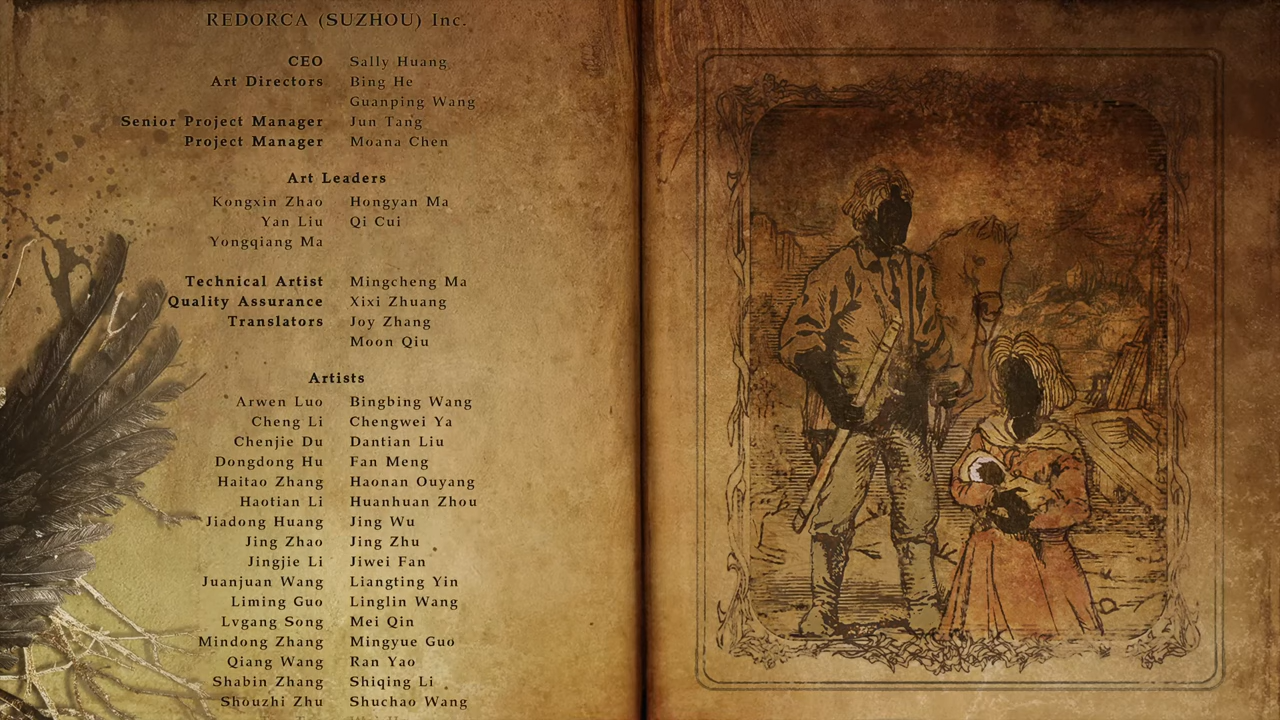 REDORCA (SUZHOU) Inc.
CEO Sally Huang
Art Directors Bing He
Guanping Wang
Senior Project Manager Jun Tang
Project Manager Moana Chen
Art Leaders
Kongxin Zhao Hongyan Ma
Yan Liu Qi Cui
Yongqiang Ma
Technical Artist Mingcheng Ma
Quality Assurance Xixi Zhuang
Translators Joy Zhang
Moon Qiu
Artists
Arwen Luo Bingbing Wang
Cheng Li Chengwei Ya
Chenjie Du Dantian Liu
Dongdong Hu Fan Meng
Haitao Zhang Haonan Ouyang
Haotian Li Huanhuan Zhou
Jiadong Huang Jing Wu
Jing Zhao Jing Zhu
Jingjie Li Jiwei Fan
Juanjuan Wang Liangting Yin
Liming Guo Linglin Wang
Lvgang Song Mei Qin
Mindong Zhang Mingyue Guo
Qiang Wang Ran Yao
Shabin Zhang Shiqing Li
Shouzhi Zhu Shuchao Wang